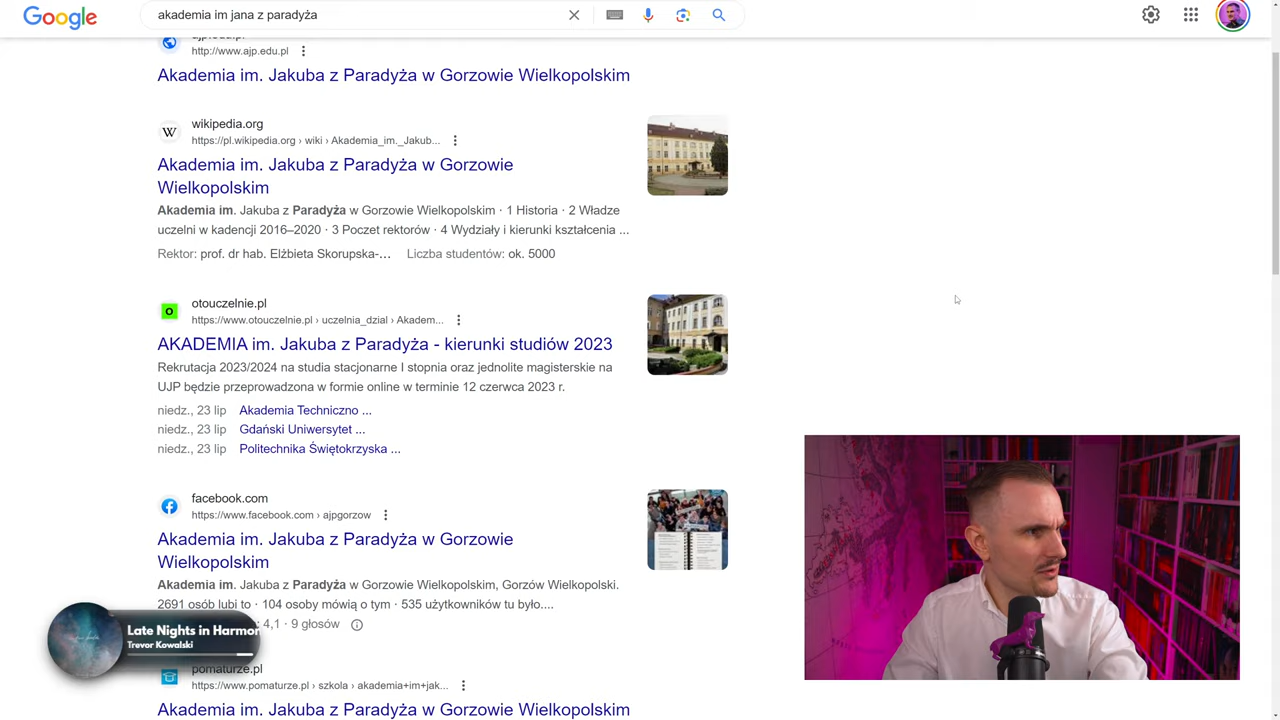 Google
akademia im jana z paradyża
ajp.edu.pl
http://www.ajp.edu.pl
Akademia im. Jakuba z Paradyża w Gorzowie Wielkopolskim
W
wikipedia.org
https://pl.wikipedia.org › wiki › Akademia_im._Jakub...
Akademia im. Jakuba z Paradyża w Gorzowie
Wielkopolskim
Akademia im. Jakuba z Paradyża w Gorzowie Wielkopolskim · 1 Historia · 2 Władze
uczelni w kadencji 2016–2020 · 3 Poczet rektorów · 4 Wydziały i kierunki kształcenia ...
Rektor: prof. dr hab. Elżbieta Skorupska-... Liczba studentów: ok. 5000
O
otouczelnie.pl
https://www.otouczelnie.pl › uczelnia_dzial › Akadem...
AKADEMIA im. Jakuba z Paradyża - kierunki studiów 2023
Rekrutacja 2023/2024 na studia stacjonarne I stopnia oraz jednolite magisterskie na
UJP będzie przeprowadzona w formie online w terminie 12 czerwca 2023 r.
niedz., 23 lip Akademia Techniczno ...
niedz., 23 lip Gdański Uniwersytet ...
niedz., 23 lip Politechnika Świętokrzyska ...
facebook.com
https://www.facebook.com › ajpgorzow
Akademia im. Jakuba z Paradyża w Gorzowie
Wielkopolskim
Akademia im. Jakuba z Paradyża w Gorzowie Wielkopolskim, Gorzów Wielkopolski.
2691 osób lubi to · 104 osoby mówią o tym · 535 użytkowników tu było....
4,1 · 9 głosów
Late Nights in Harmon
Trevor Kowalski
pomaturze.pl
https://www.pomaturze.pl › szkola › akademia+im+jak...
Akademia im. Jakuba z Paradyża w Gorzowie Wielkopolskim